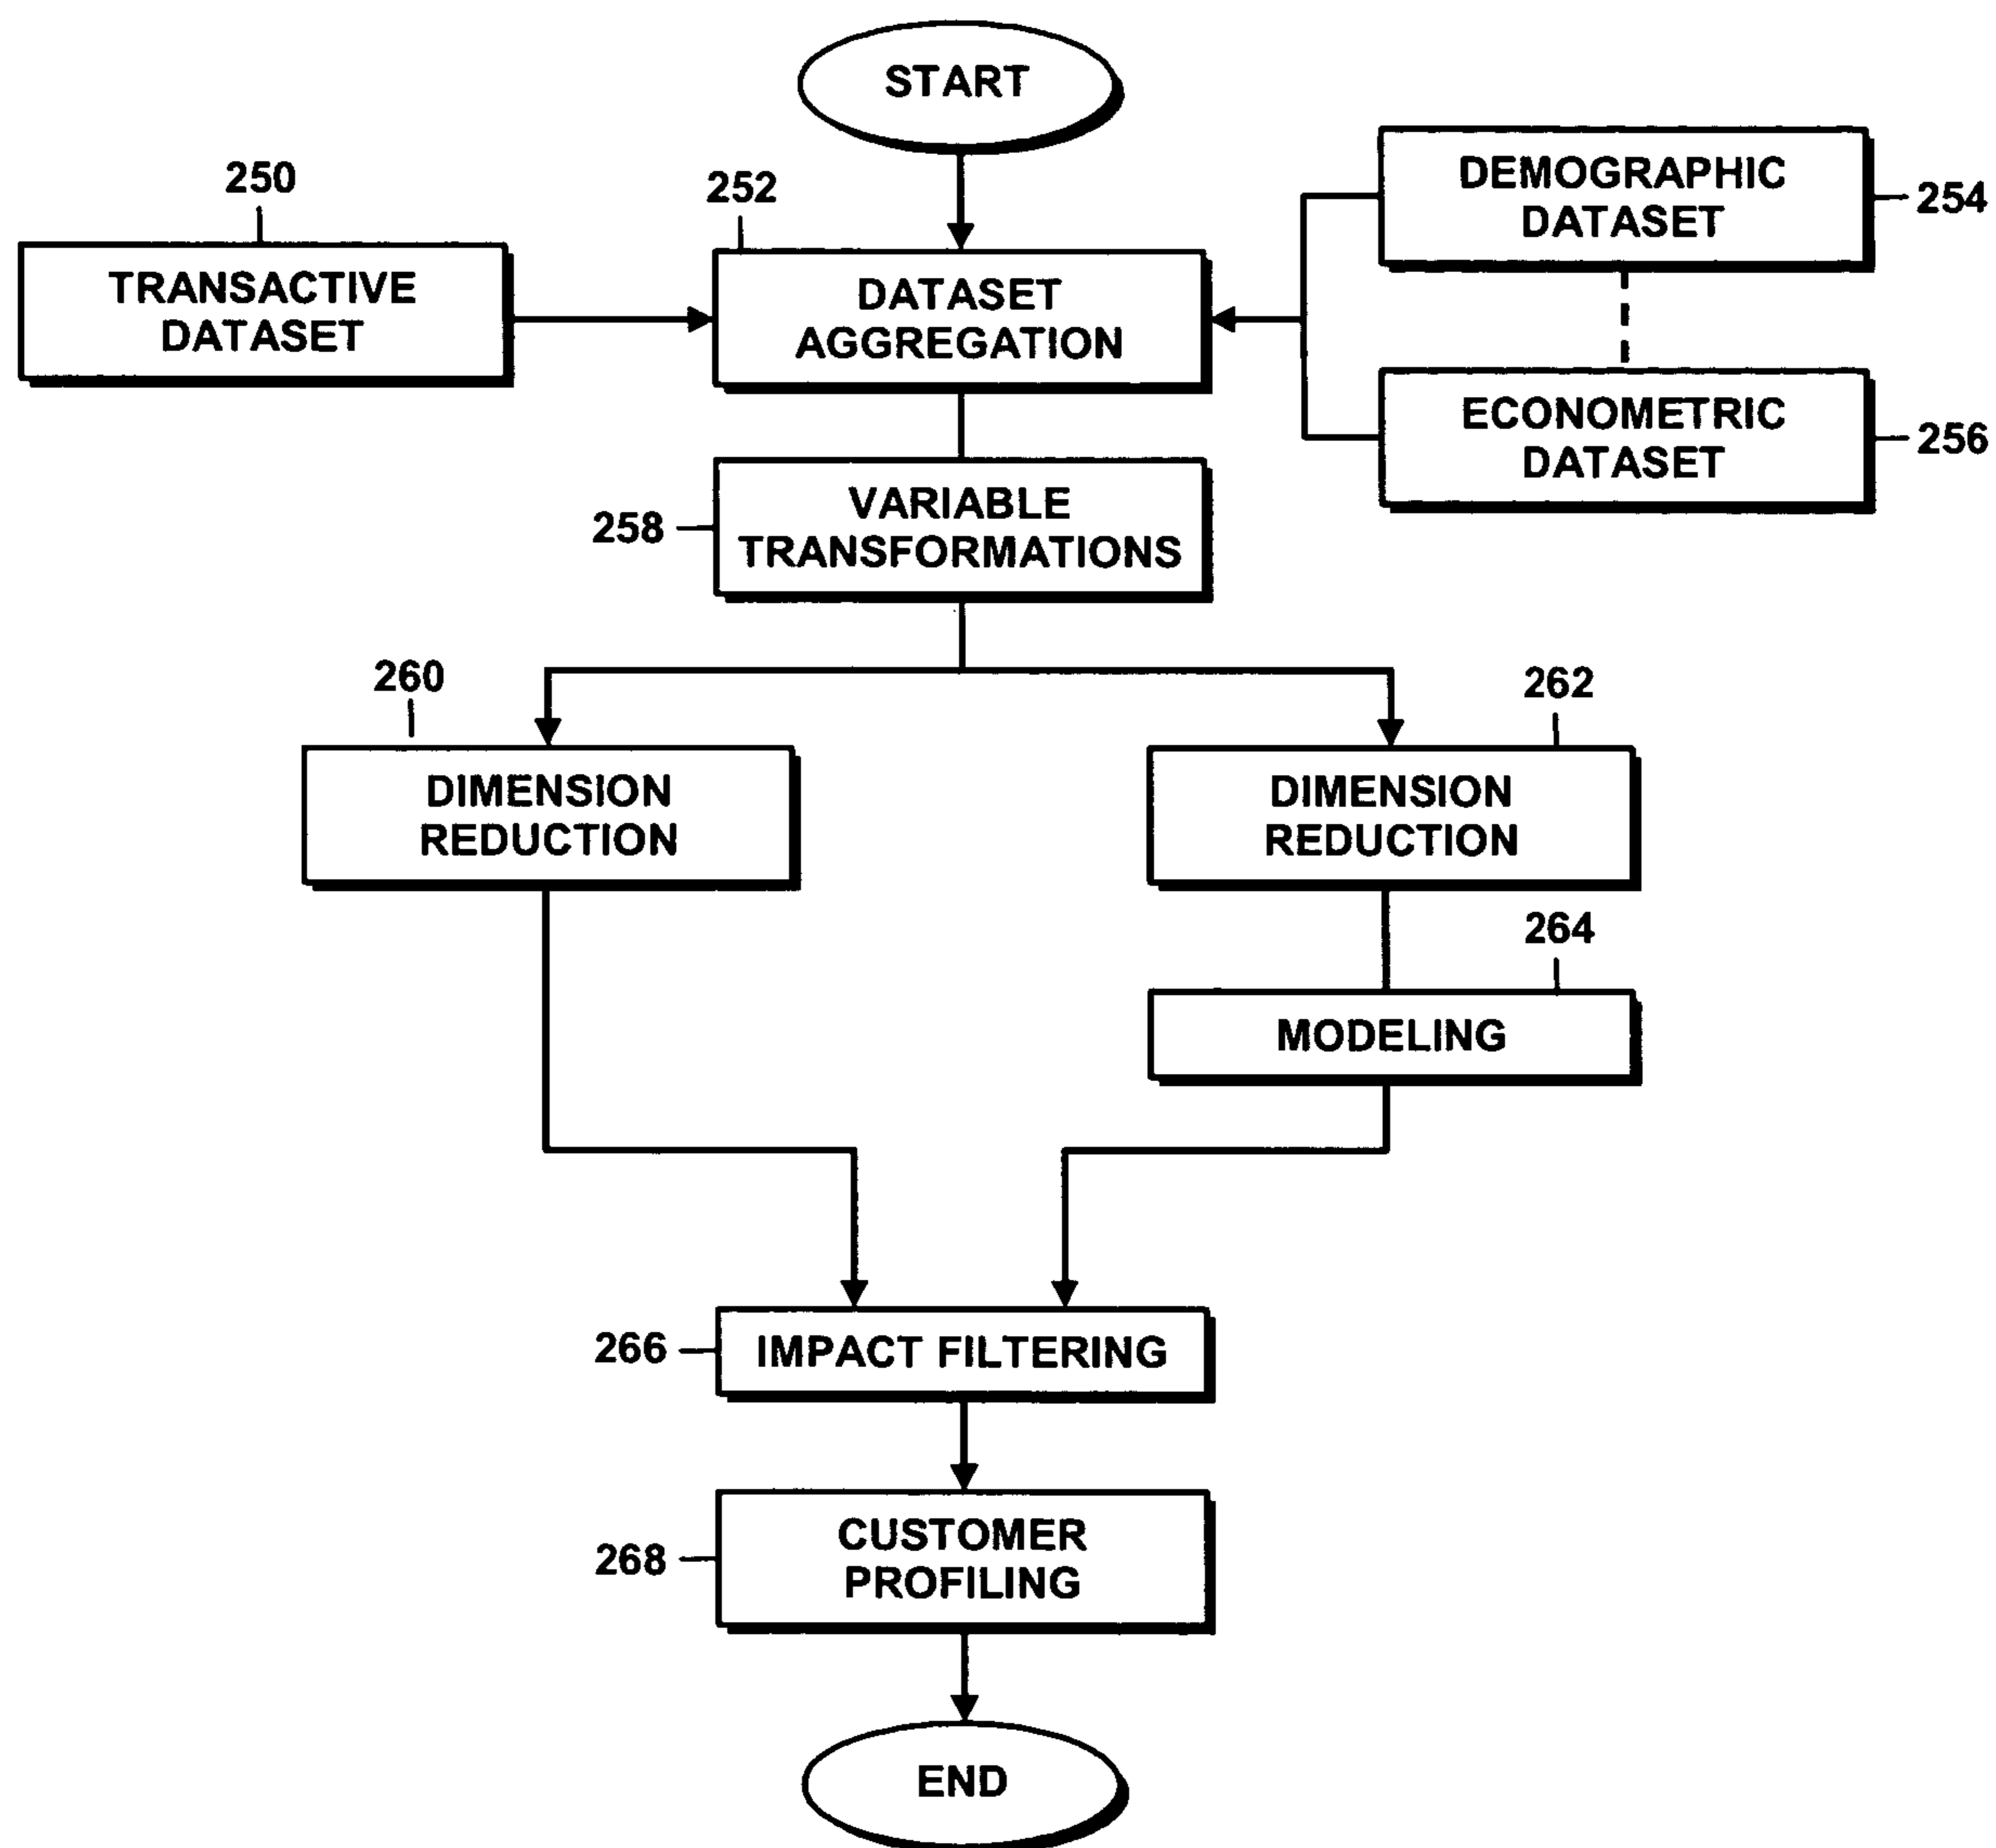 START
250
TRANSACTIVE
DATASET
252
DATASET
AGGREGATION
DEMOGRAPHIC
DATASET
254
ECONOMETRIC
DATASET
256
258
VARIABLE
TRANSFORMATIONS
260
DIMENSION
REDUCTION
262
DIMENSION
REDUCTION
264
MODELING
266
IMPACT FILTERING
268
CUSTOMER
PROFILING
END